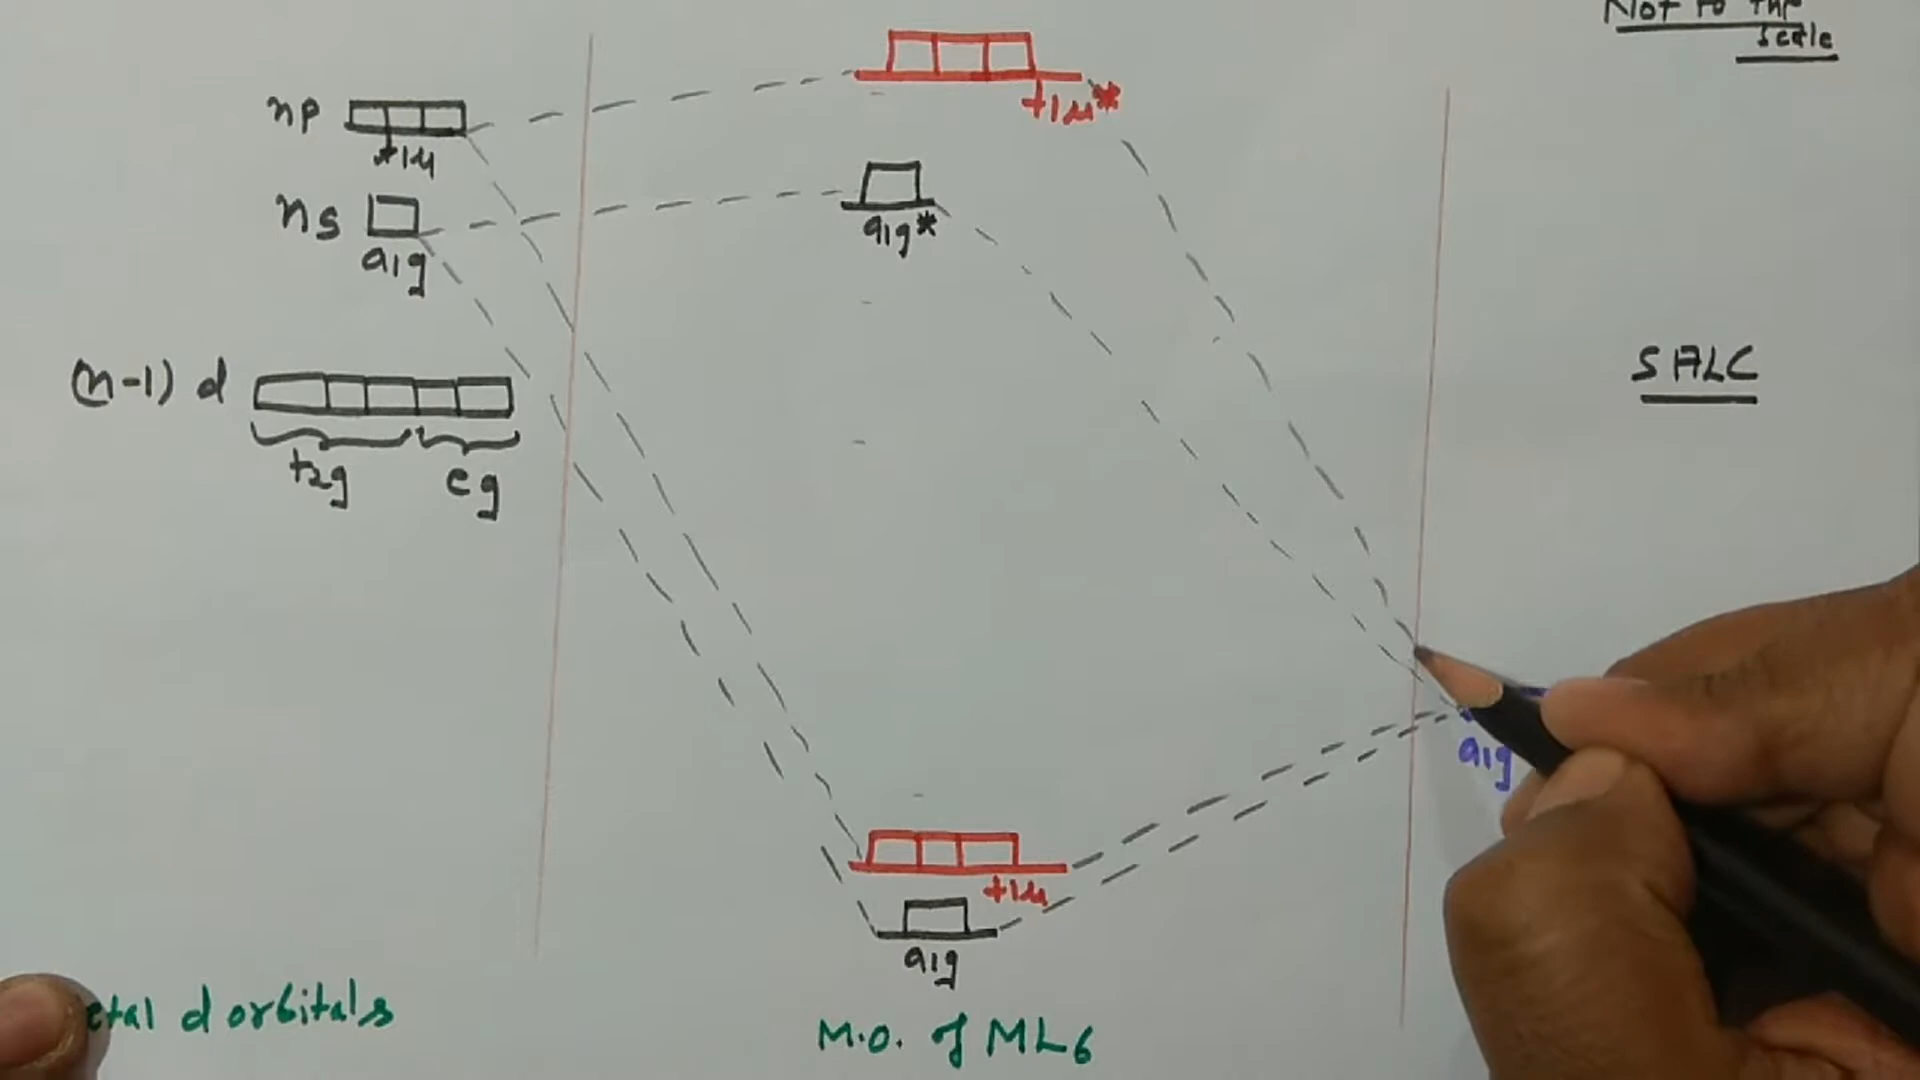 Not to the
scale
np
t1u
t1u*
ns
a1g
a1g*
(n-1) d
t2g eg
SALC
a1g
t1u
a1g
etal d orbitals
M.O. of ML6